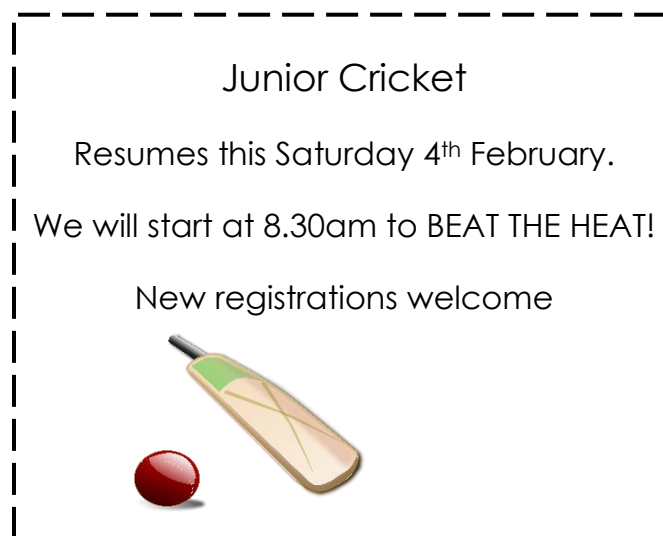 Junior Cricket
Resumes this Saturday 4th February.
We will start at 8.30am to BEAT THE HEAT!
New registrations welcome